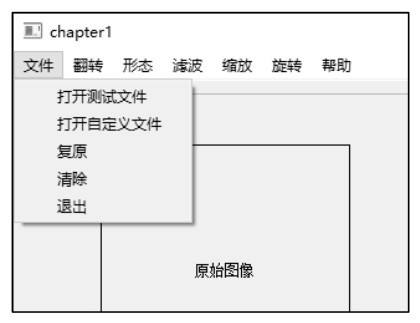 chapter1
文件 翻转 形态 滤波 缩放 旋转 帮助
打开测试文件
打开自定义文件
复原
清除
退出
原始图像